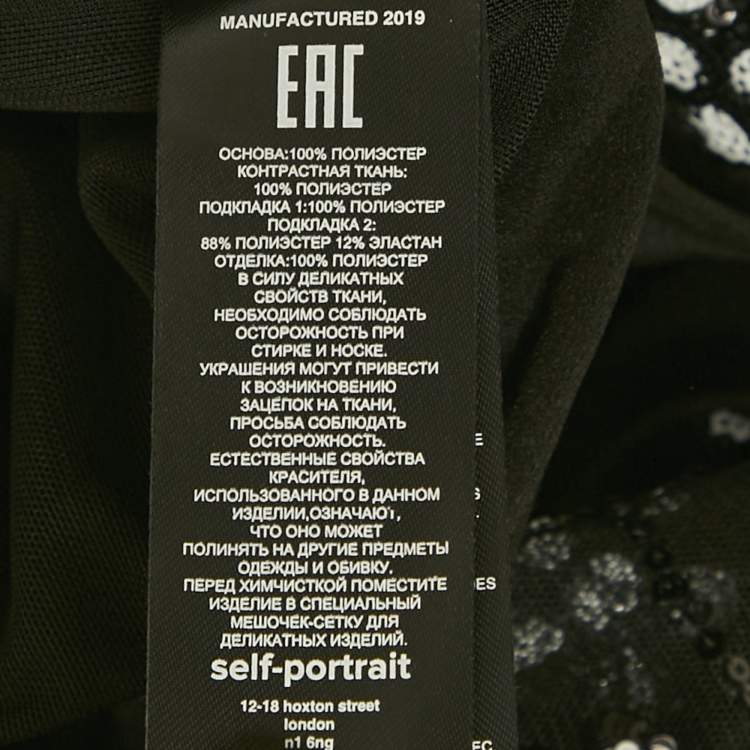 MANUFACTURED 2019
EAC
ОСНОВА:100% ПОЛИЭСТЕР
КОНТРАСТНАЯ ТКАНЬ:
100% ПОЛИЭСТЕР
ПОДКЛАДКА 1:100% ПОЛИЭСТЕР
ПОДКЛАДКА 2:
88% ПОЛИЭСТЕР 12% ЭЛАСТАН
ОТДЕЛКА:100% ПОЛИЭСТЕР
В СИЛУ ДЕЛИКАТНЫХ
СВОЙСТВ ТКАНИ,
НЕОБХОДИМО СОБЛЮДАТЬ
ОСТОРОЖНОСТЬ ПРИ
СТИРКЕ И НОСКЕ.
УКРАШЕНИЯ МОГУТ ПРИВЕСТИ
К ВОЗНИКНОВЕНИЮ
ЗАЦЕПОК НА ТКАНИ,
ПРОСЬБА СОБЛЮДАТЬ
ОСТОРОЖНОСТЬ.
ЕСТЕСТВЕННЫЕ СВОЙСТВА
КРАСИТЕЛЯ,
ИСПОЛЬЗОВАННОГО В ДАННОМ
ИЗДЕЛИИ,ОЗНАЧАЮТ,
ЧТО ОНО МОЖЕТ
ПОЛИНЯТЬ НА ДРУГИЕ ПРЕДМЕТЫ
ОДЕЖДЫ И ОБИВКУ.
ПЕРЕД ХИМЧИСТКОЙ ПОМЕСТИТЕ
ИЗДЕЛИЕ В СПЕЦИАЛЬНЫЙ
МЕШОЧЕК-СЕТКУ ДЛЯ
ДЕЛИКАТНЫХ ИЗДЕЛИЙ.
self-portrait
12-18 hoxton street
london
n1 6ng